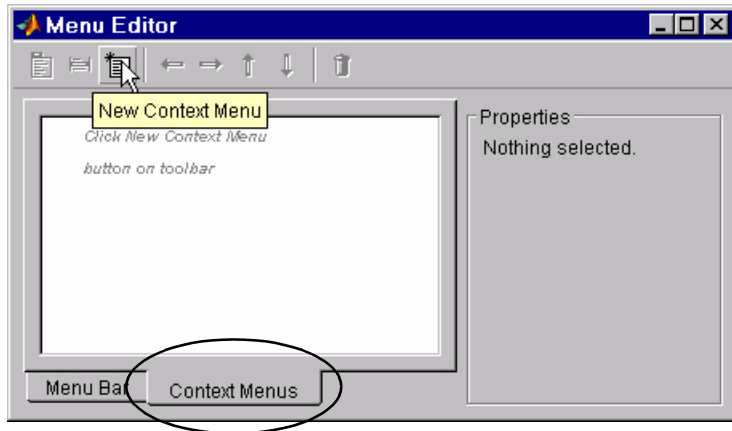 Menu Editor
New Context Menu
Click New Context Menu
button on toolbar
Properties
Nothing selected.
Menu Bar
Context Menus